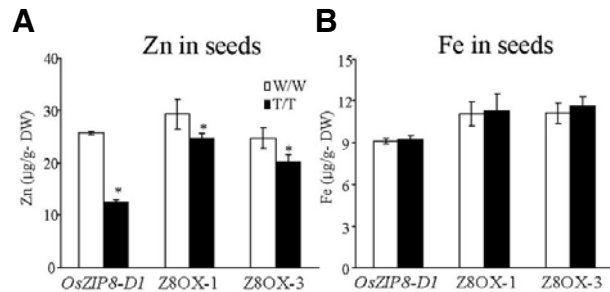 A
Zn in seeds
Zn (µg/g- DW)
40
30
20
10
0
W/W
T/T
*
*
*
OsZIP8-D1
Z8OX-1
Z8OX-3
B
Fe in seeds
Fe (µg/g- DW)
15
12
9
6
3
0
OsZIP8-D1
Z8OX-1
Z8OX-3